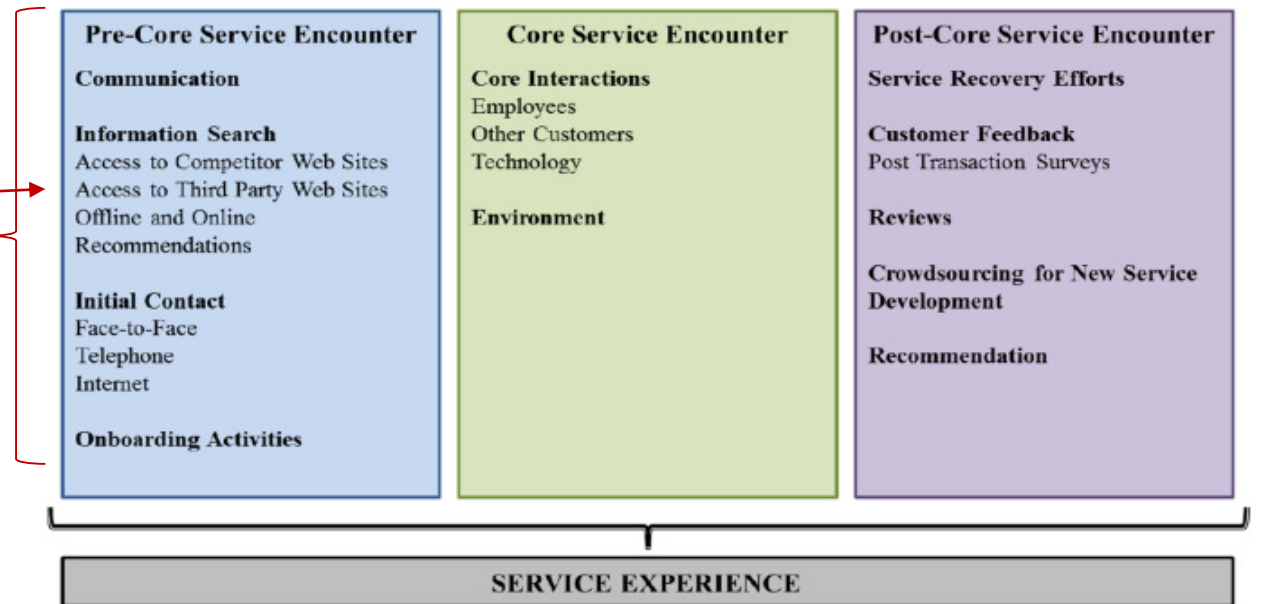 Pre-Core Service Encounter
Communication
Information Search
Access to Competitor Web Sites
Access to Third Party Web Sites
Offline and Online
Recommendations
Initial Contact
Face-to-Face
Telephone
Internet
Onboarding Activities
Core Service Encounter
Core Interactions
Employees
Other Customers
Technology
Environment
Post-Core Service Encounter
Service Recovery Efforts
Customer Feedback
Post Transaction Surveys
Reviews
Crowdsourcing for New Service
Development
Recommendation
SERVICE EXPERIENCE